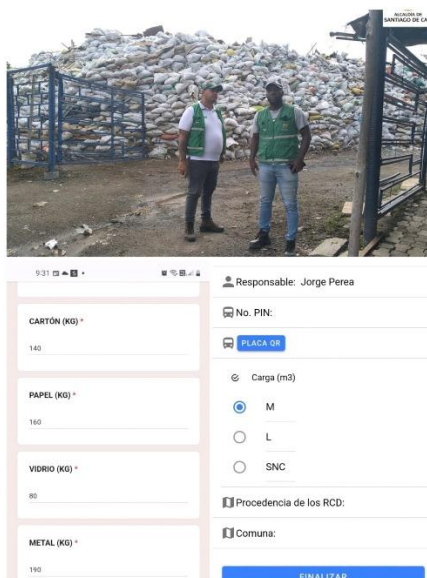 ALCALDÍA DE
SANTIAGO DE CA
9:31
CARTÓN (KG) *
140
PAPEL (KG) *
160
VIDRIO (KG) *
80
METAL (KG) *
190
Responsable: Jorge Perea
No. PIN:
PLACA QR
Carga (m3)
M
L
SNC
Procedencia de los RCD:
Comuna:
FINALIZAR